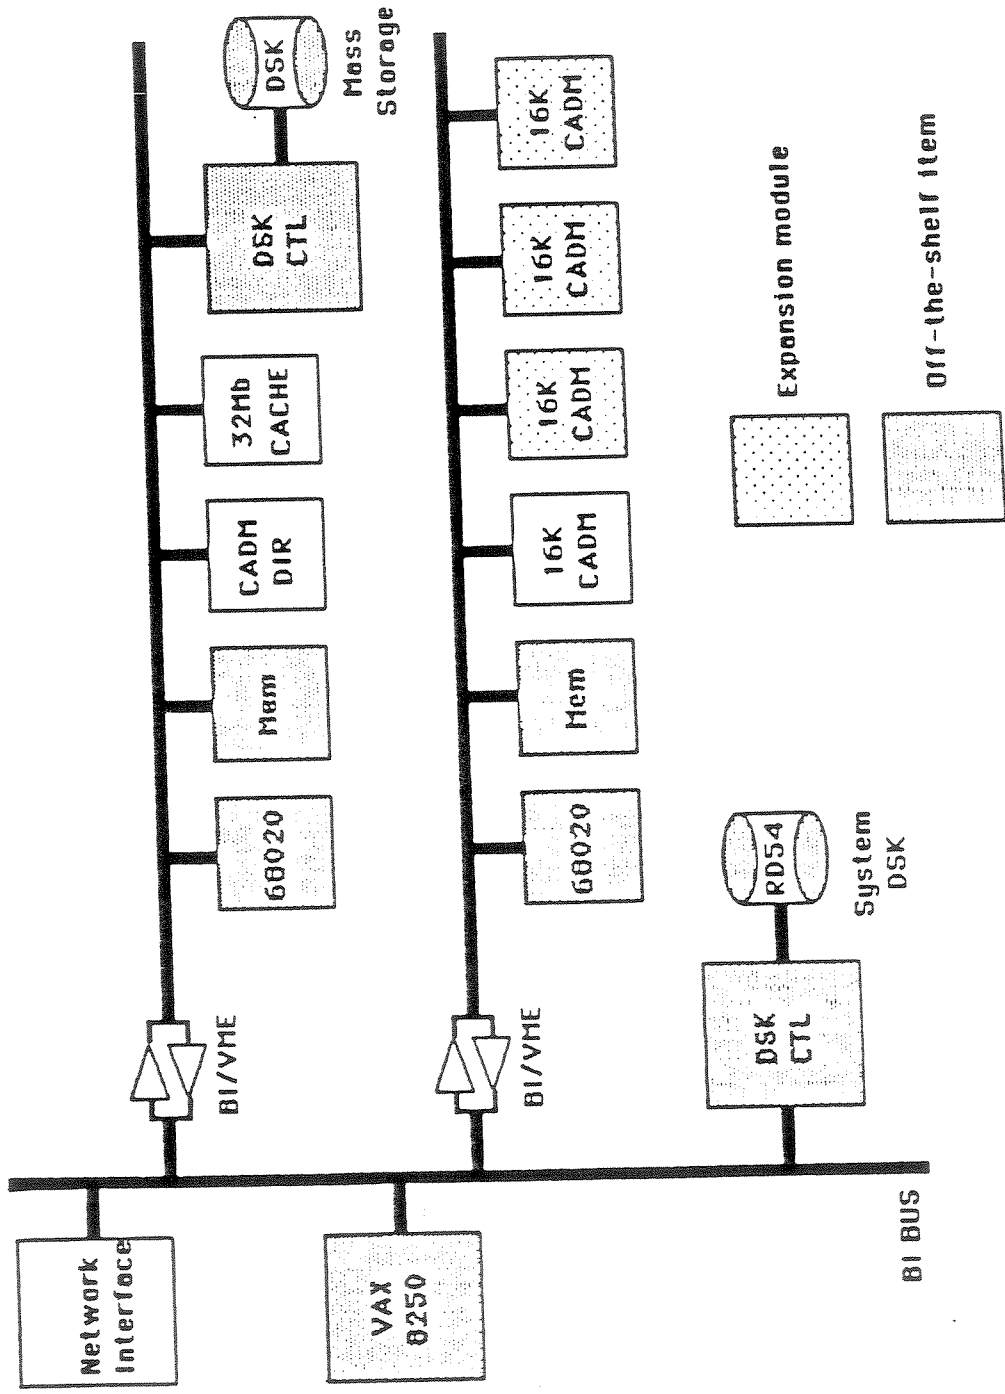 Network
Interface
VAX
8250
BI BUS
BI/VME
68020
Mem
CADM
DIR
32Mb
CACHE
DSK
CTL
DSK
Mass
Storage
BI/VME
68020
Mem
16K
CADM
16K
CADM
16K
CADM
16K
CADM
DSK
CTL
RD54
System
DSK
Expansion module
Off-the-shelf item